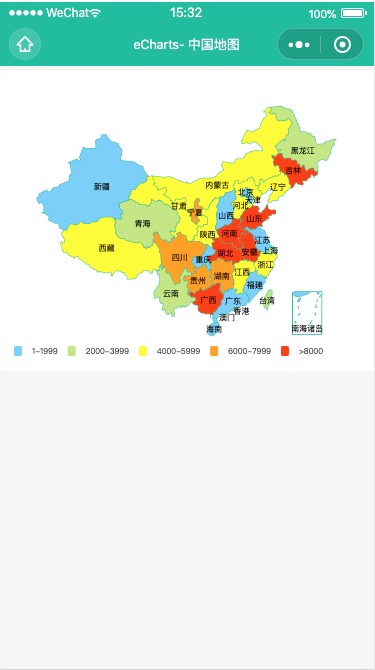 WeChat 15:32 100%
eCharts- 中国地图
黑龙江
吉林
辽宁
内蒙古
新疆
北京
天津
河北
甘肃
宁夏
山西
山东
青海
陕西
河南
江苏
西藏
四川
重庆
湖北
安徽
上海
浙江
湖南
江西
贵州
福建
云南
广西
广东
台湾
香港
澳门
海南
南海诸岛
1-1999 2000-3999 4000-5999 6000-7999 >8000